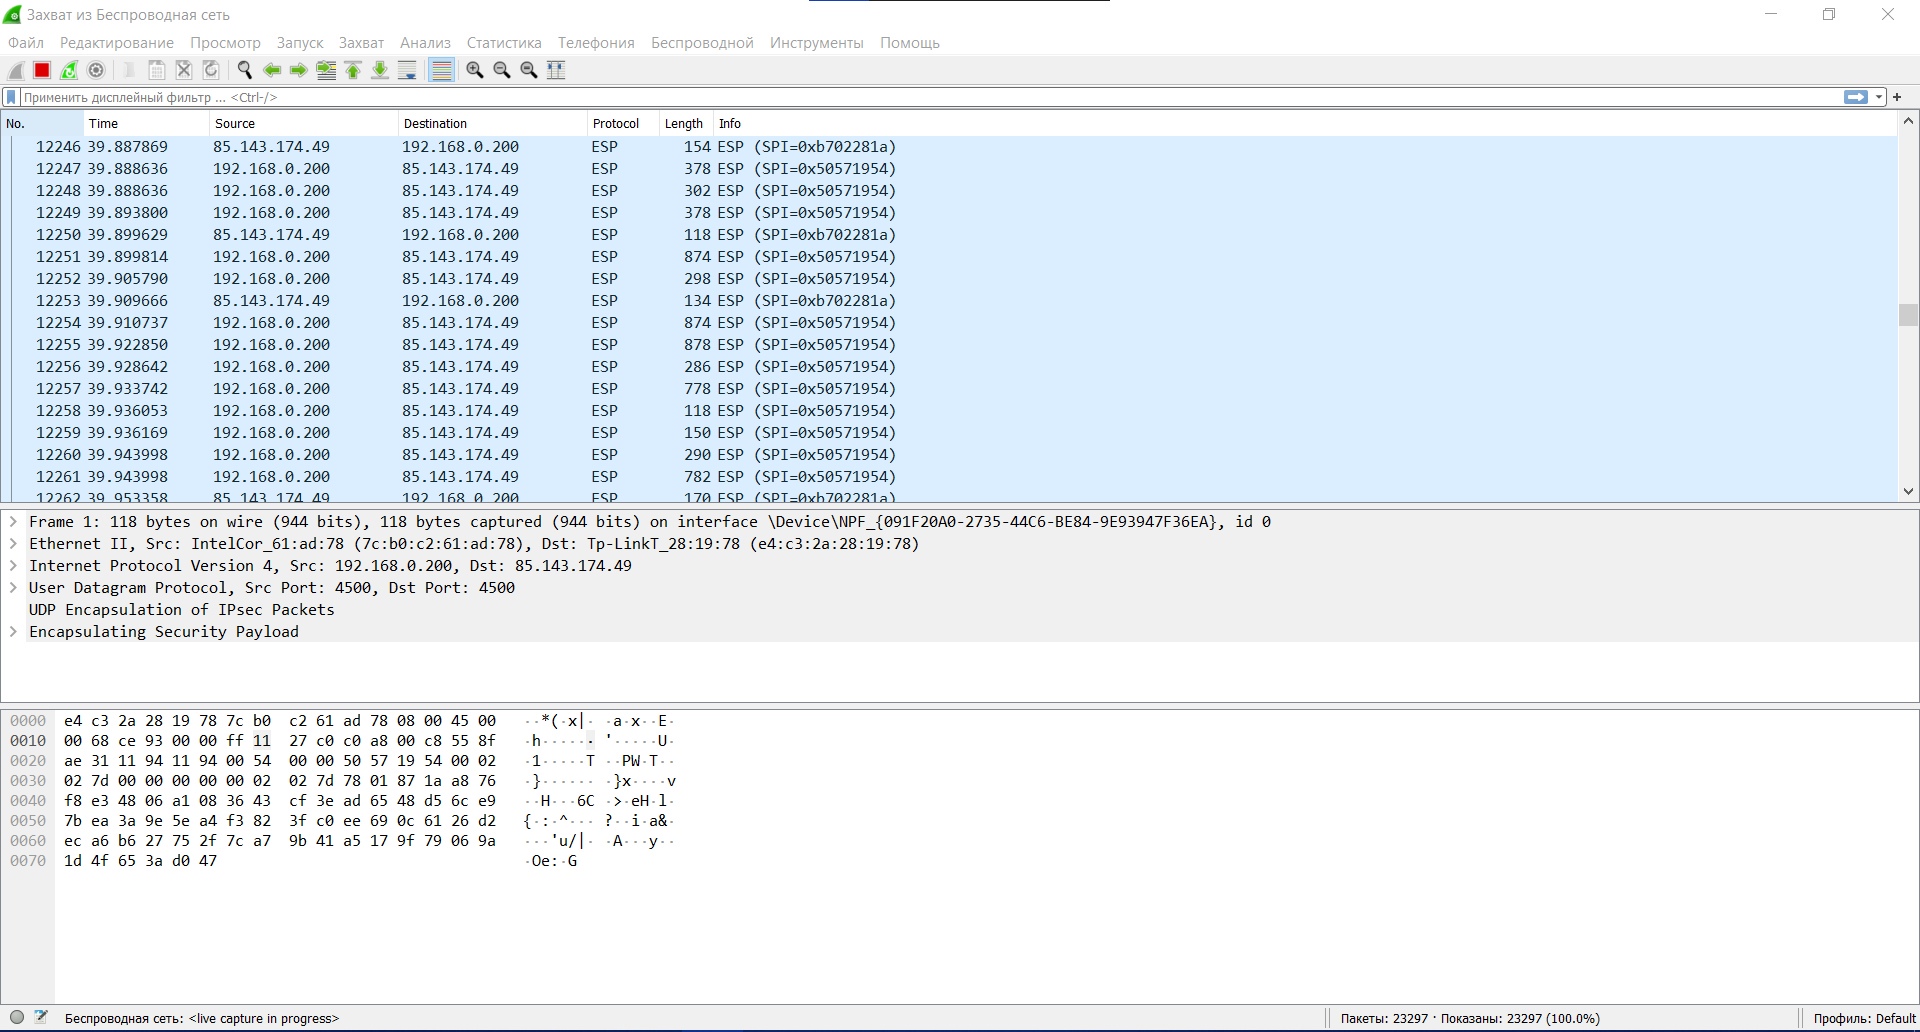 Захват из Беспроводная сеть
Файл Редактирование Просмотр Запуск Захват Анализ Статистика Телефония Беспроводной Инструменты Помощь
Применить дисплейный фильтр ... <Ctrl-/>
No. Time Source Destination Protocol Length Info
12246 39.887869 85.143.174.49 192.168.0.200 ESP 154 ESP (SPI=0xb702281a)
12247 39.888636 192.168.0.200 85.143.174.49 ESP 378 ESP (SPI=0x50571954)
12248 39.888636 192.168.0.200 85.143.174.49 ESP 302 ESP (SPI=0x50571954)
12249 39.893800 192.168.0.200 85.143.174.49 ESP 378 ESP (SPI=0x50571954)
12250 39.899629 85.143.174.49 192.168.0.200 ESP 118 ESP (SPI=0xb702281a)
12251 39.899814 192.168.0.200 85.143.174.49 ESP 874 ESP (SPI=0x50571954)
12252 39.905790 192.168.0.200 85.143.174.49 ESP 298 ESP (SPI=0x50571954)
12253 39.909666 85.143.174.49 192.168.0.200 ESP 134 ESP (SPI=0xb702281a)
12254 39.910737 192.168.0.200 85.143.174.49 ESP 874 ESP (SPI=0x50571954)
12255 39.922850 192.168.0.200 85.143.174.49 ESP 878 ESP (SPI=0x50571954)
12256 39.928642 192.168.0.200 85.143.174.49 ESP 286 ESP (SPI=0x50571954)
12257 39.933742 192.168.0.200 85.143.174.49 ESP 778 ESP (SPI=0x50571954)
12258 39.936053 192.168.0.200 85.143.174.49 ESP 118 ESP (SPI=0x50571954)
12259 39.936169 192.168.0.200 85.143.174.49 ESP 150 ESP (SPI=0x50571954)
12260 39.943998 192.168.0.200 85.143.174.49 ESP 290 ESP (SPI=0x50571954)
12261 39.943998 192.168.0.200 85.143.174.49 ESP 782 ESP (SPI=0x50571954)
12262 39.953358 85.143.174.49 192.168.0.200 ESP 170 ESP (SPI=0xb702281a)
Frame 1: 118 bytes on wire (944 bits), 118 bytes captured (944 bits) on interface \Device\NPF_{091F20A0-2735-44C6-BE84-9E93947F36EA}, id 0
Ethernet II, Src: IntelCor_61:ad:78 (7c:b0:c2:61:ad:78), Dst: Tp-LinkT_28:19:78 (e4:c3:2a:28:19:78)
Internet Protocol Version 4, Src: 192.168.0.200, Dst: 85.143.174.49
User Datagram Protocol, Src Port: 4500, Dst Port: 4500
UDP Encapsulation of IPsec Packets
Encapsulating Security Payload
0000 e4 c3 2a 28 19 78 7c b0 c2 61 ad 78 08 00 45 00 ··*(·x|· ·a·x··E·
0010 00 68 ce 93 00 00 ff 11 27 c0 c0 a8 00 c8 55 8f ·h······ '·····U·
0020 ae 31 11 94 11 94 00 54 00 00 50 57 19 54 00 02 ·1·····T ··PW·T··
0030 02 7d 00 00 00 00 00 02 02 7d 78 01 87 1a a8 76 ·}······ ·}x····v
0040 f8 e3 48 06 a1 08 36 43 cf 3e ad 65 48 d5 6c e9 ··H···6C ·>·eH·l·
0050 7b ea 3a 9e 5e a4 f3 82 3f c0 ee 69 0c 61 26 d2 {·:·^··· ?··i·a&·
0060 ec a6 b6 27 75 2f 7c a7 9b 41 a5 17 9f 79 06 9a ···'u/|· ·A···y··
0070 1d 4f 65 3a d0 47 ·Oe:·G
Беспроводная сеть: <live capture in progress> Пакеты: 23297 · Показаны: 23297 (100.0%) Профиль: Default